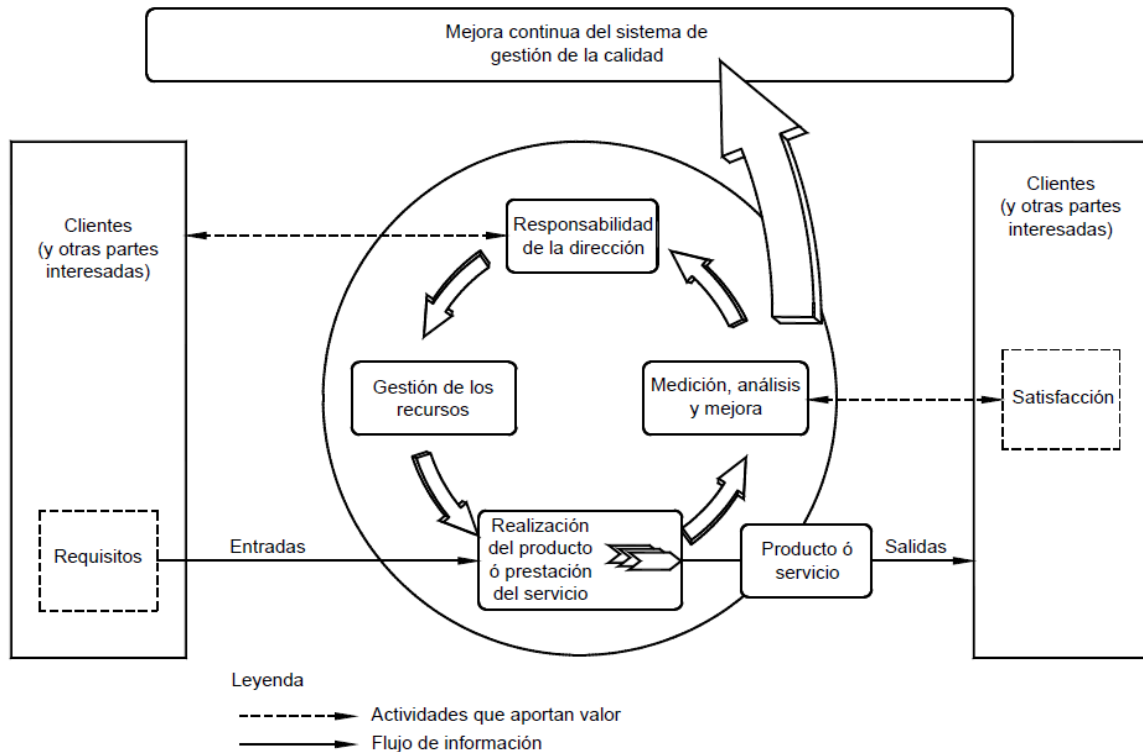 Mejora continua del sistema de
gestión de la calidad
Clientes
(y otras partes
interesadas)
Responsabilidad
de la dirección
Clientes
(y otras partes
interesadas)
Gestión de los
recursos
Medición, análisis
y mejora
Satisfacción
Requisitos
Entradas
Realización
del producto
ó prestación
del servicio
Producto ó
servicio
Salidas
Leyenda
Actividades que aportan valor
Flujo de información